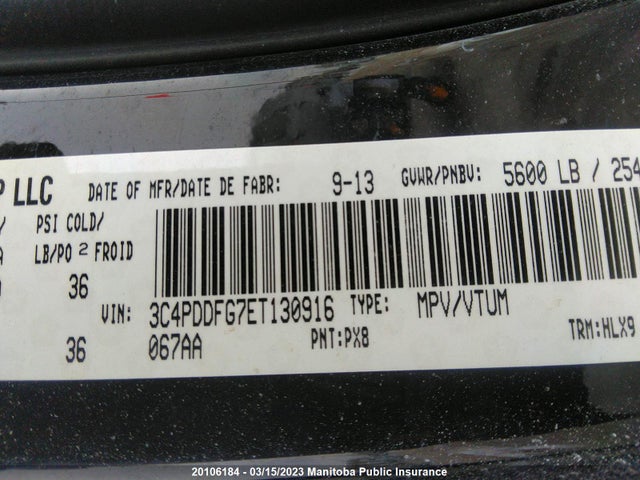 P LLC DATE OF MFR/DATE DE FABR: 9-13 GVWR/PNBV: 5600 LB / 254
PSI COLD/
LB/PO 2 FROID
36
VIN: 3C4PDDFG7ET130916 TYPE: MPV/VTUM
36 067AA PNT:PX8 TRM:HLX9
20106184 - 03/15/2023 Manitoba Public Insurance